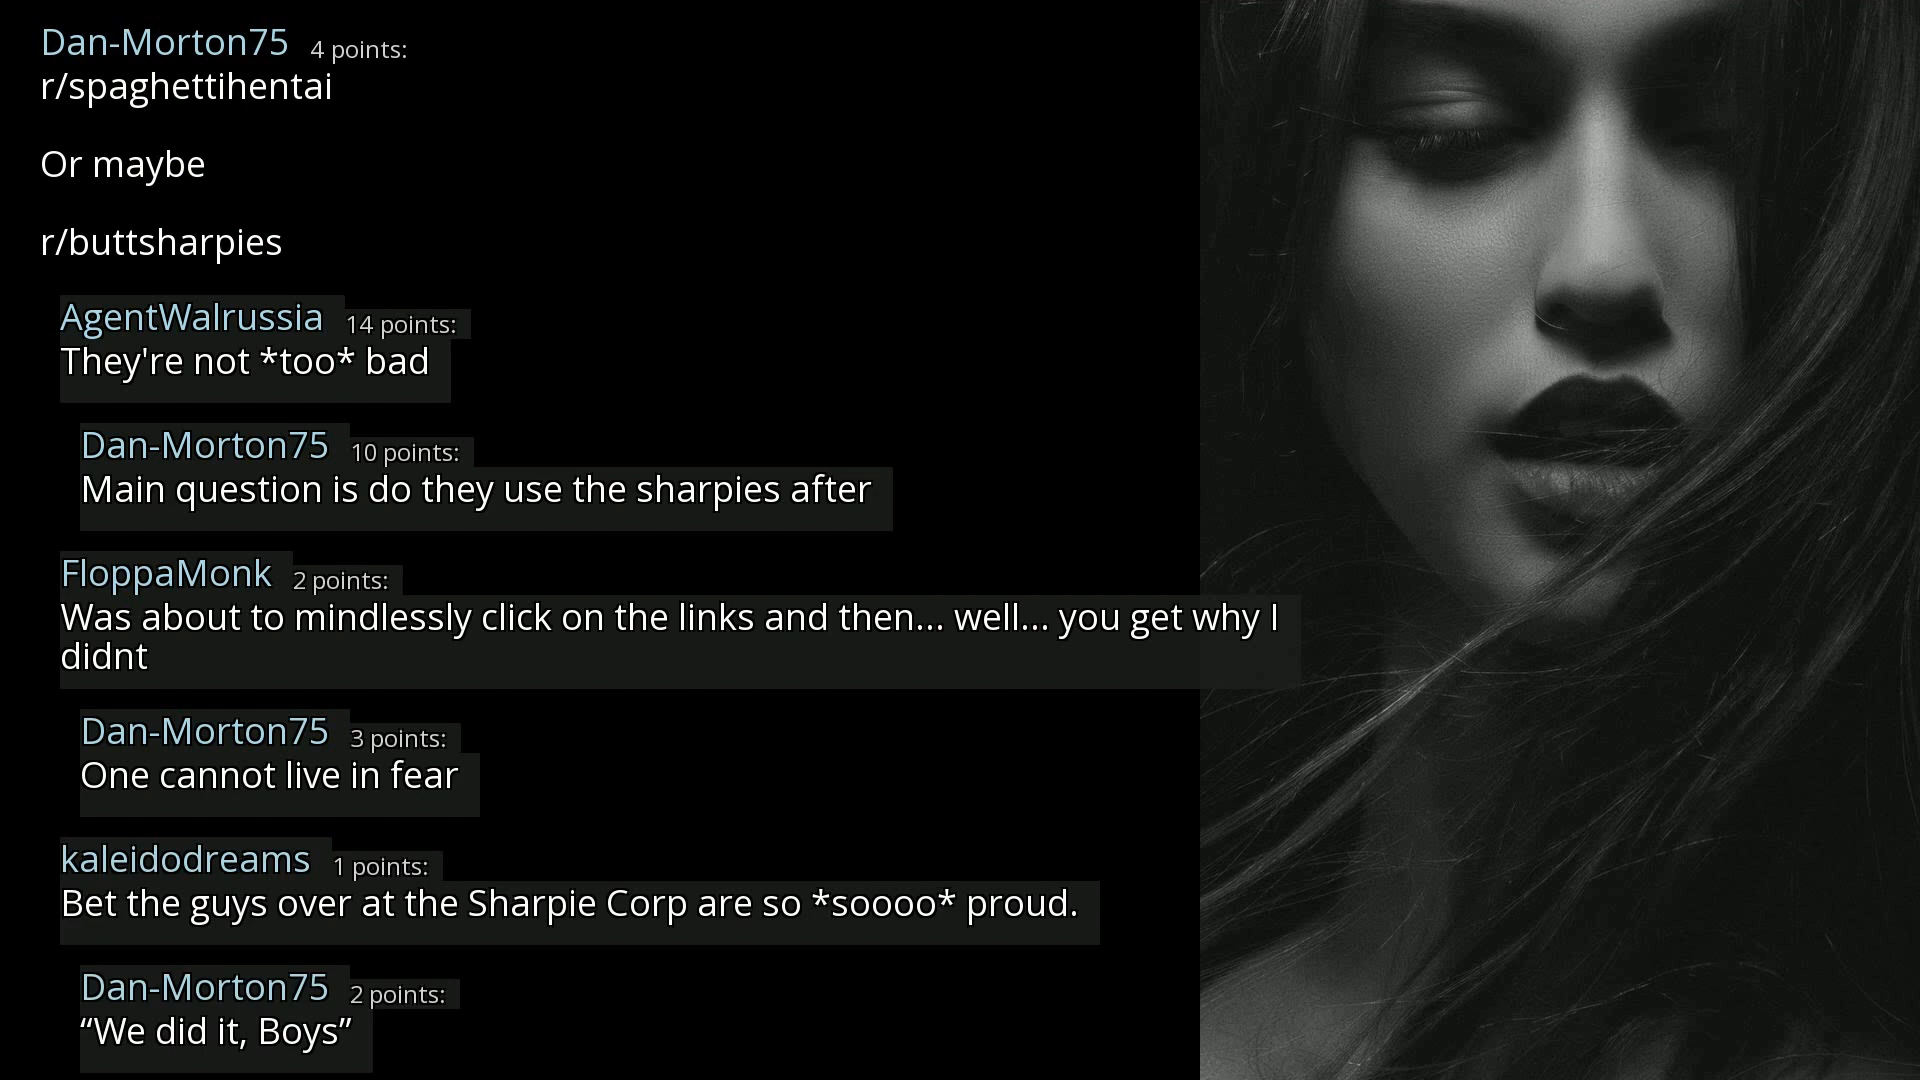 Dan-Morton75 4 points:
r/spaghettihentai
Or maybe
r/buttsharpies
AgentWalrussia 14 points:
They're not *too* bad
Dan-Morton75 10 points:
Main question is do they use the sharpies after
FloppaMonk 2 points:
Was about to mindlessly click on the links and then... well... you get why I
didnt
Dan-Morton75 3 points:
One cannot live in fear
kaleidodreams 1 points:
Bet the guys over at the Sharpie Corp are so *soooo* proud.
Dan-Morton75 2 points:
“We did it, Boys”